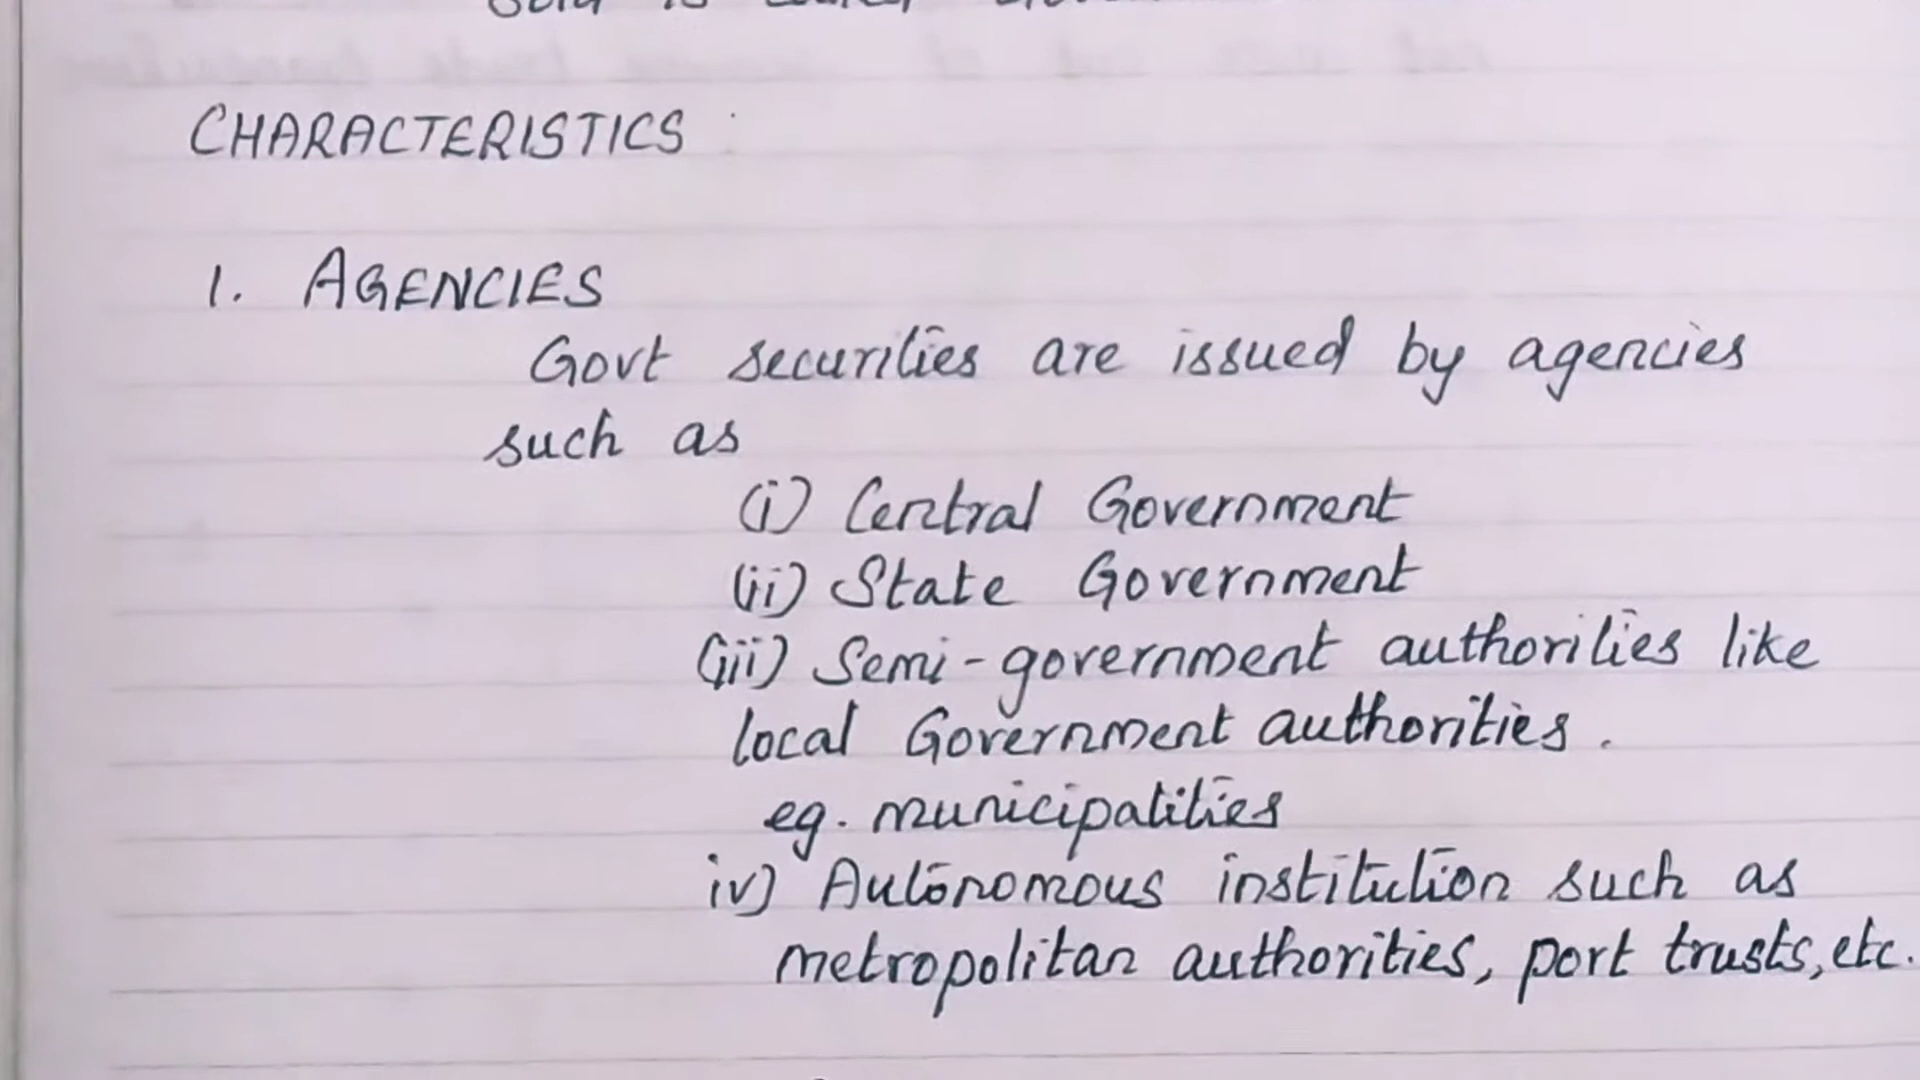 CHARACTERISTICS :
1. AGENCIES
Govt securities are issued by agencies
such as
(i) Central Government
(ii) State Government
(iii) Semi-government authorities like
local Government authorities.
eg. municipalities
iv) Autonomous institution such as
metropolitan authorities, port trusts, etc.